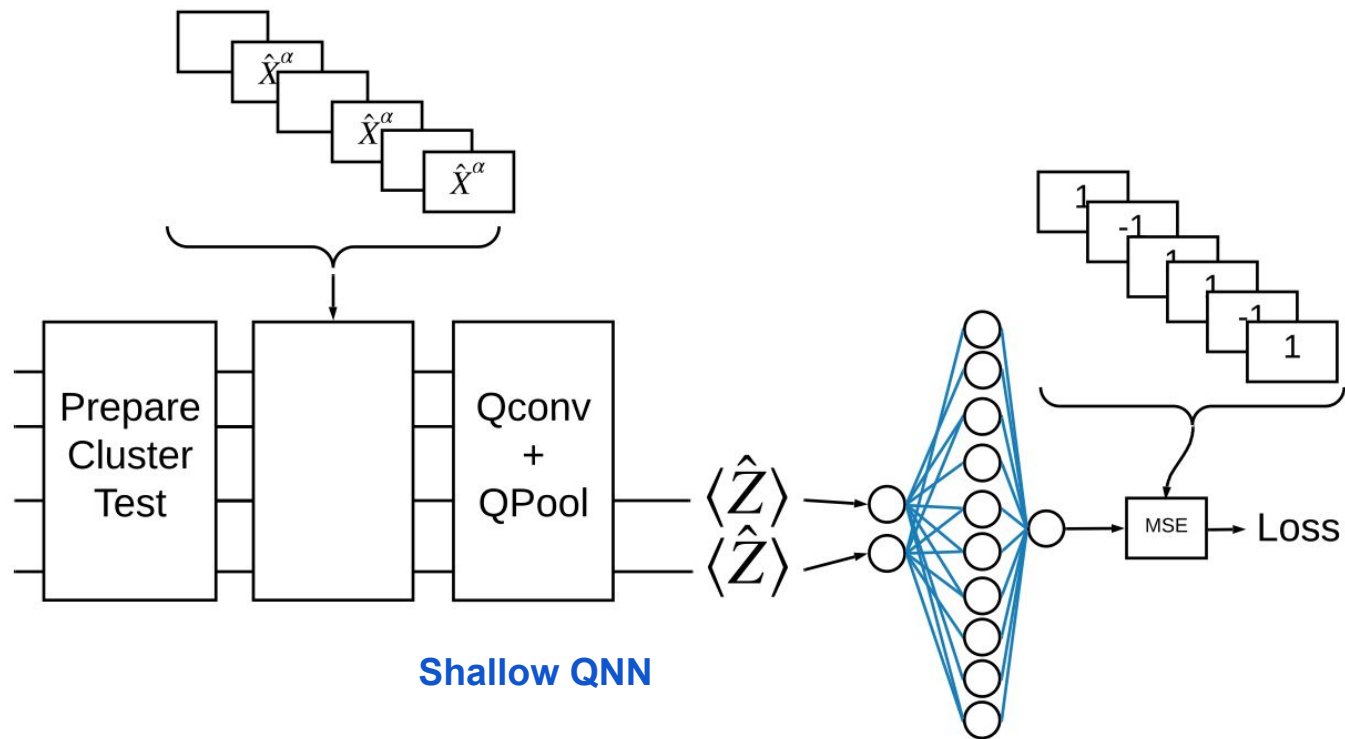 X̂^α
X̂^α
X̂^α
1
-1
1
1
-1
1
Prepare
Cluster
Test
Qconv
+
QPool
⟨Ẑ⟩
⟨Ẑ⟩
MSE
Loss
Shallow QNN